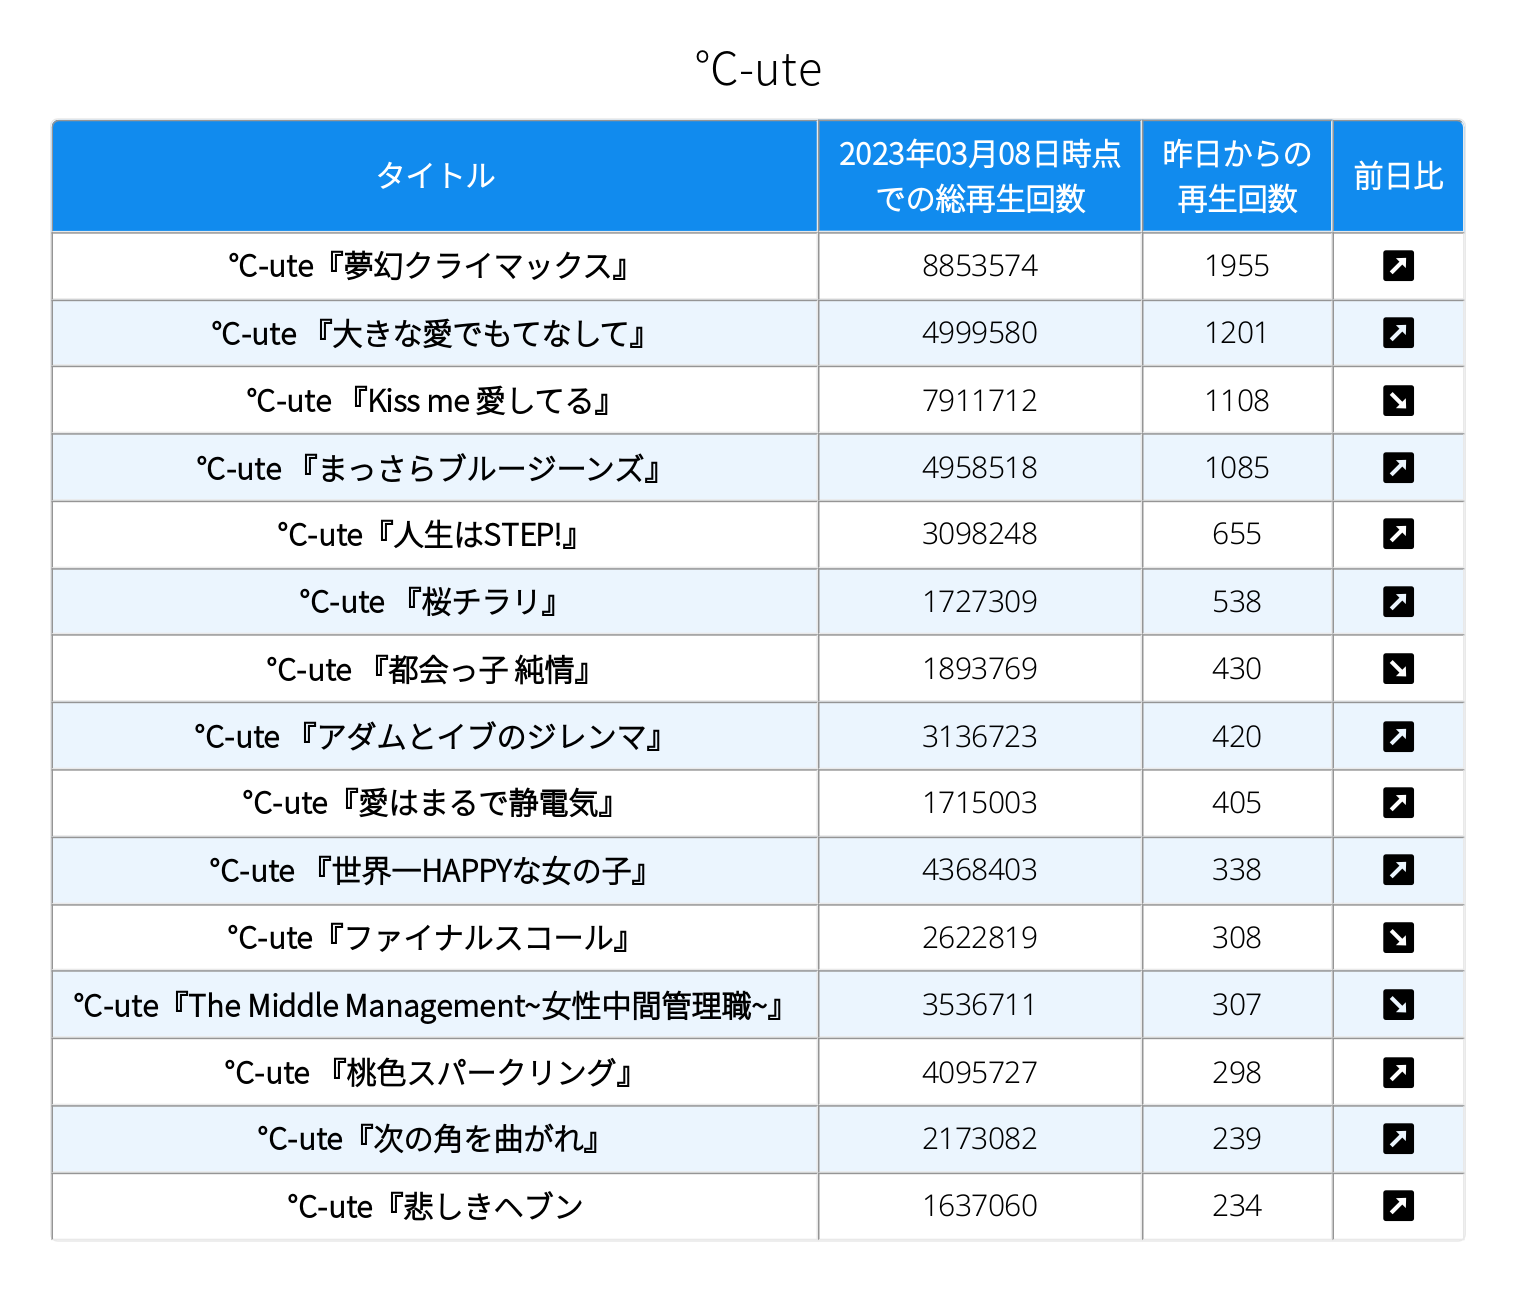 ℃-ute
タイトル
2023年03月08日時点
での総再生回数
昨日からの
再生回数
前日比
℃-ute『夢幻クライマックス』 8853574 1955
℃-ute 『大きな愛でもてなして』 4999580 1201
℃-ute 『Kiss me 愛してる』 7911712 1108
℃-ute 『まっさらブルージーンズ』 4958518 1085
℃-ute『人生はSTEP!』 3098248 655
℃-ute 『桜チラリ』 1727309 538
℃-ute 『都会っ子 純情』 1893769 430
℃-ute 『アダムとイブのジレンマ』 3136723 420
℃-ute『愛はまるで静電気』 1715003 405
℃-ute 『世界一HAPPYな女の子』 4368403 338
℃-ute『ファイナルスコール』 2622819 308
℃-ute『The Middle Management~女性中間管理職~』 3536711 307
℃-ute 『桃色スパークリング』 4095727 298
℃-ute『次の角を曲がれ』 2173082 239
℃-ute『悲しきヘブン 1637060 234